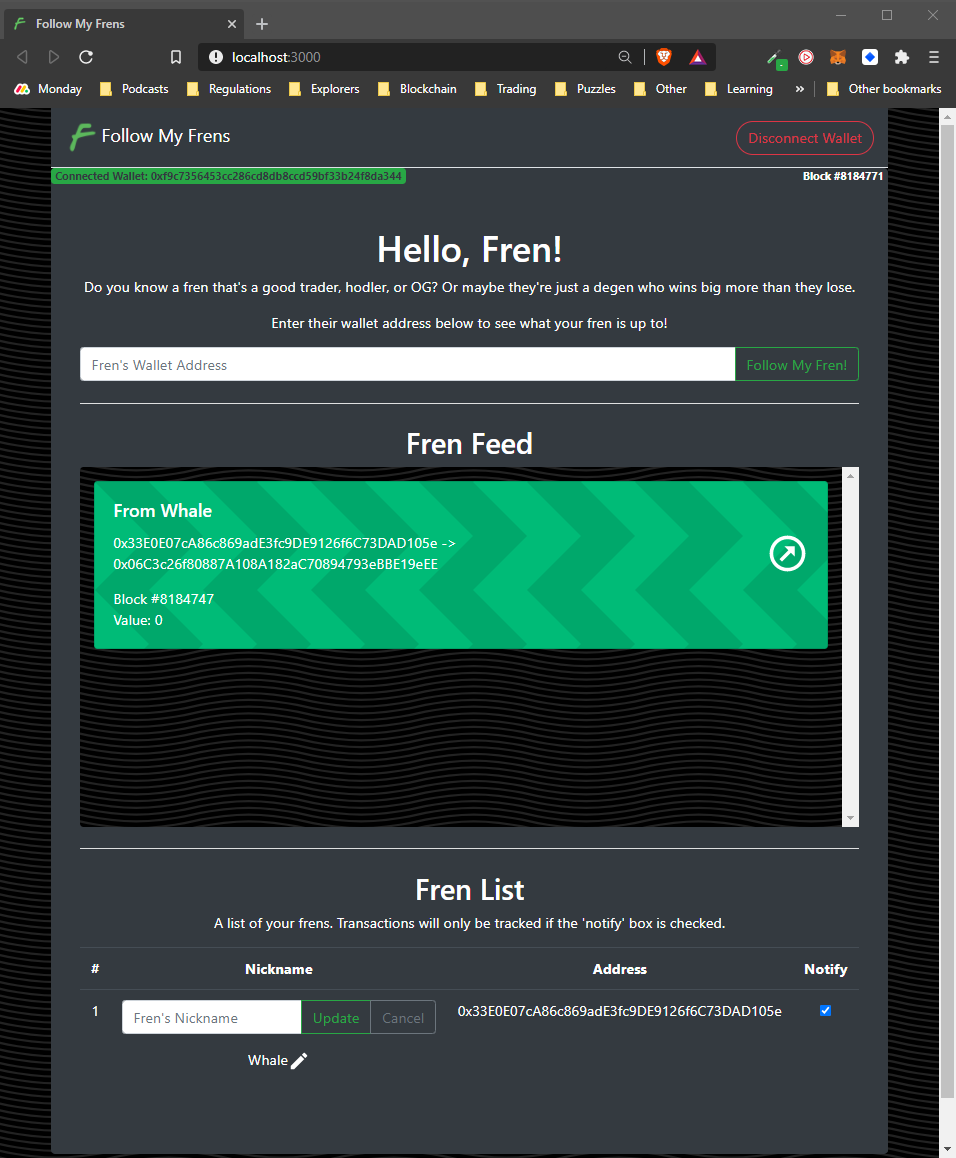 Follow My Frens
localhost:3000
Monday Podcasts Regulations Explorers Blockchain Trading Puzzles Other Learning » Other bookmarks
Follow My Frens Disconnect Wallet
Connected Wallet: 0xf9c7356453cc286cd8db8ccd59bf33b24f8da344 Block #8184771
Hello, Fren!
Do you know a fren that's a good trader, hodler, or OG? Or maybe they're just a degen who wins big more than they lose.
Enter their wallet address below to see what your fren is up to!
Fren's Wallet Address Follow My Fren!
Fren Feed
From Whale
0x33E0E07cA86c869adE3fc9DE9126f6C73DAD105e ->
0x06C3c26f80887A108A182aC70894793eBBE19eEE
Block #8184747
Value: 0
Fren List
A list of your frens. Transactions will only be tracked if the 'notify' box is checked.
# Nickname Address Notify
1 Fren's Nickname Update Cancel 0x33E0E07cA86c869adE3fc9DE9126f6C73DAD105e
Whale